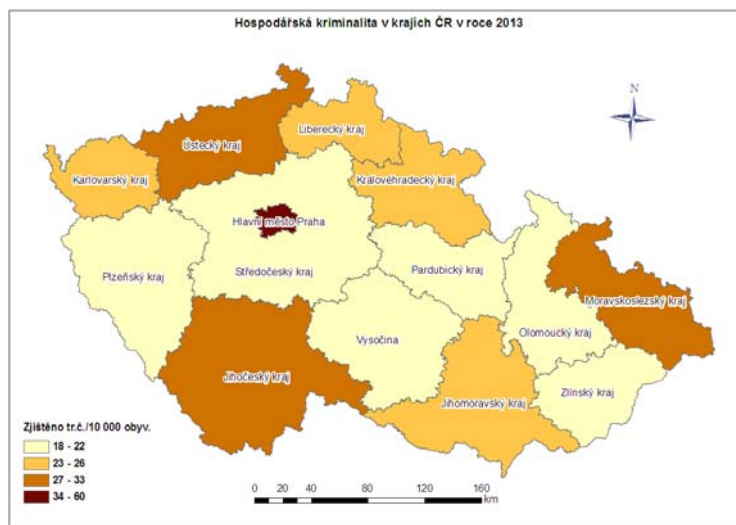 Hospodářská kriminalita v krajích ČR v roce 2013
N
Liberecký kraj
Ústecký kraj
Karlovarský kraj
Královéhradecký kraj
Hlavní město Praha
Plzeňský kraj
Středočeský kraj
Pardubický kraj
Moravskoslezský kraj
Olomoucký kraj
Vysočina
Jihočeský kraj
Zlínský kraj
Jihomoravský kraj
Zjištěno tr.č./10 000 obyv.
18 - 22
23 - 26
27 - 33
34 - 60
0 20 40 80 120 160
km